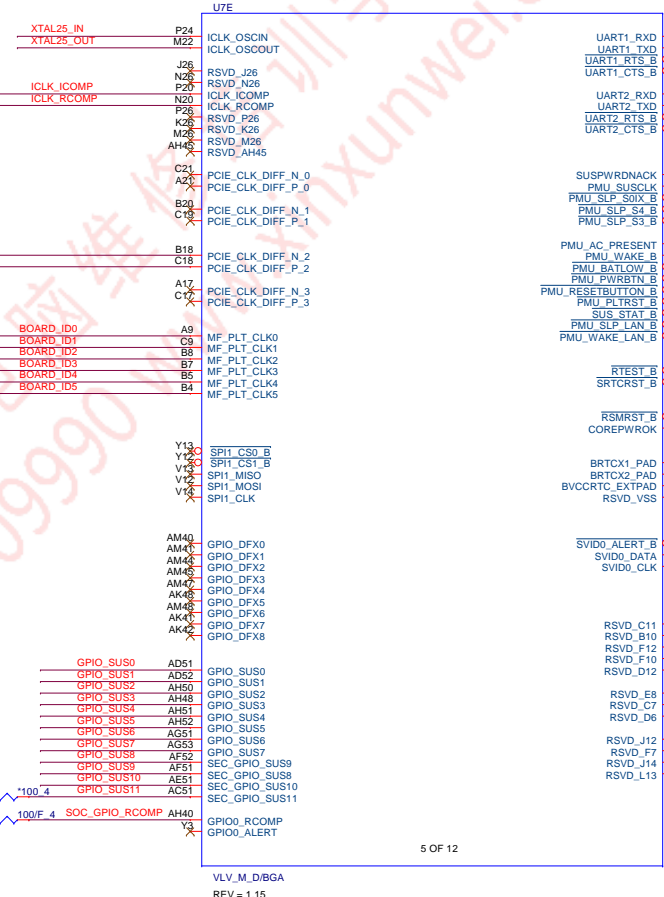 U7E
XTAL25_IN P24 ICLK_OSCIN UART1_RXD
XTAL25_OUT M22 ICLK_OSCOUT UART1_TXD
UART1_RTS_B
J26 RSVD_J26 UART1_CTS_B
N26 RSVD_N26
ICLK_ICOMP P20 ICLK_ICOMP UART2_RXD
ICLK_RCOMP N20 ICLK_RCOMP UART2_TXD
P26 RSVD_P26 UART2_RTS_B
K26 RSVD_K26 UART2_CTS_B
M26 RSVD_M26
AH45 RSVD_AH45
C21 PCIE_CLK_DIFF_N_0 SUSPWRDNACK
A21 PCIE_CLK_DIFF_P_0 PMU_SUSCLK
PMU_SLP_S0IX_B
B20 PCIE_CLK_DIFF_N_1 PMU_SLP_S4_B
C19 PCIE_CLK_DIFF_P_1 PMU_SLP_S3_B
PMU_AC_PRESENT
B18 PCIE_CLK_DIFF_N_2 PMU_WAKE_B
C18 PCIE_CLK_DIFF_P_2 PMU_BATLOW_B
PMU_PWRBTN_B
A17 PCIE_CLK_DIFF_N_3 PMU_RESETBUTTON_B
C17 PCIE_CLK_DIFF_P_3 PMU_PLTRST_B
SUS_STAT_B
BOARD_ID0 A9 MF_PLT_CLK0 PMU_SLP_LAN_B
BOARD_ID1 C9 MF_PLT_CLK1 PMU_WAKE_LAN_B
BOARD_ID2 B8 MF_PLT_CLK2
BOARD_ID3 B7 MF_PLT_CLK3 RTEST_B
BOARD_ID4 B5 MF_PLT_CLK4 SRTCRST_B
BOARD_ID5 B4 MF_PLT_CLK5
RSMRST_B
COREPWROK
Y13 SPI1_CS0_B
Y12 SPI1_CS1_B BRTCX1_PAD
V13 SPI1_MISO BRTCX2_PAD
V12 SPI1_MOSI BVCCRTC_EXTPAD
V14 SPI1_CLK RSVD_VSS
AM40 GPIO_DFX0 SVID0_ALERT_B
AM41 GPIO_DFX1 SVID0_DATA
AM44 GPIO_DFX2 SVID0_CLK
AM45 GPIO_DFX3
AM47 GPIO_DFX4
AK48 GPIO_DFX5
AM48 GPIO_DFX6
AK41 GPIO_DFX7 RSVD_C11
AK42 GPIO_DFX8 RSVD_B10
RSVD_F12
RSVD_F10
GPIO_SUS0 AD51 GPIO_SUS0 RSVD_D12
GPIO_SUS1 AD52 GPIO_SUS1
GPIO_SUS2 AH50 GPIO_SUS2 RSVD_E8
GPIO_SUS3 AH48 GPIO_SUS3 RSVD_C7
GPIO_SUS4 AH51 GPIO_SUS4 RSVD_D6
GPIO_SUS5 AH52 GPIO_SUS5
GPIO_SUS6 AG51 GPIO_SUS6 RSVD_J12
GPIO_SUS7 AG53 GPIO_SUS7 RSVD_F7
GPIO_SUS8 AF52 SEC_GPIO_SUS9 RSVD_J14
GPIO_SUS9 AF51 SEC_GPIO_SUS8 RSVD_L13
GPIO_SUS10 AE51 SEC_GPIO_SUS10
*100_4 GPIO_SUS11 AC51 SEC_GPIO_SUS11
100/F_4 SOC_GPIO_RCOMP AH40 GPIO0_RCOMP
Y3 GPIO0_ALERT
5 OF 12
VLV_M_D/BGA
REV = 1.15